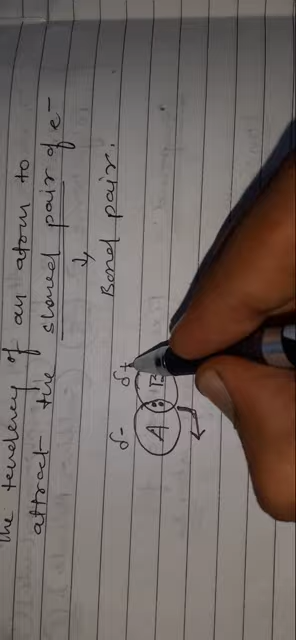 The tendency of an atom to
attract the shared pair of e-
↓
Bond pair.
δ- δ+
A : B